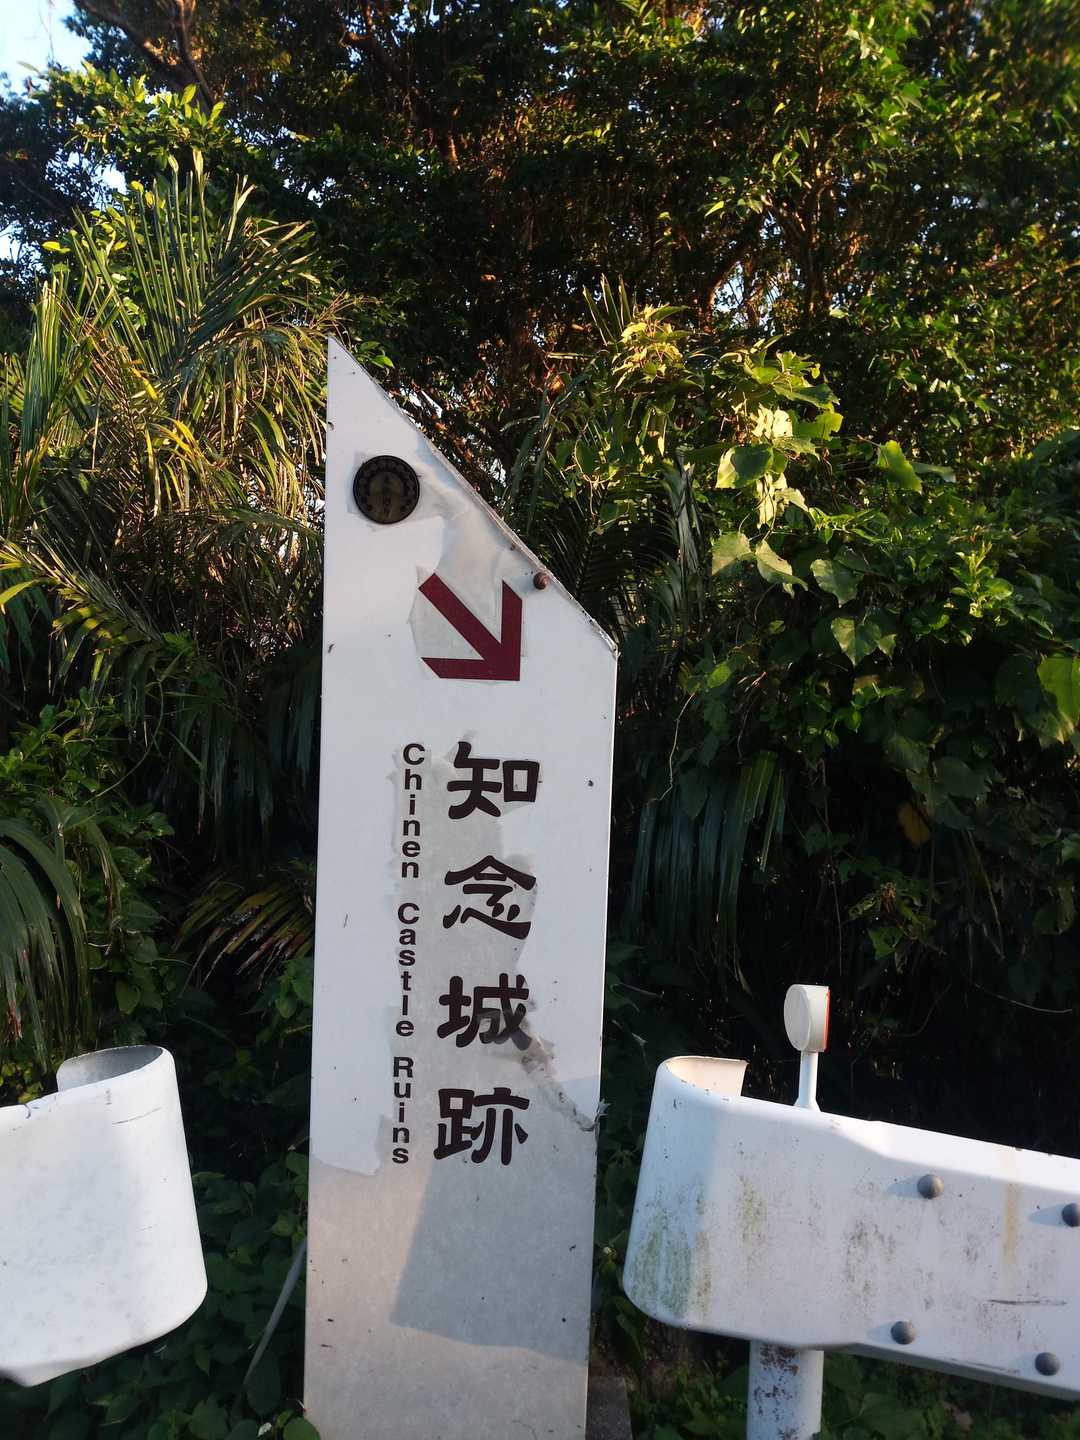 知念城跡
Chinen Castle Ruins